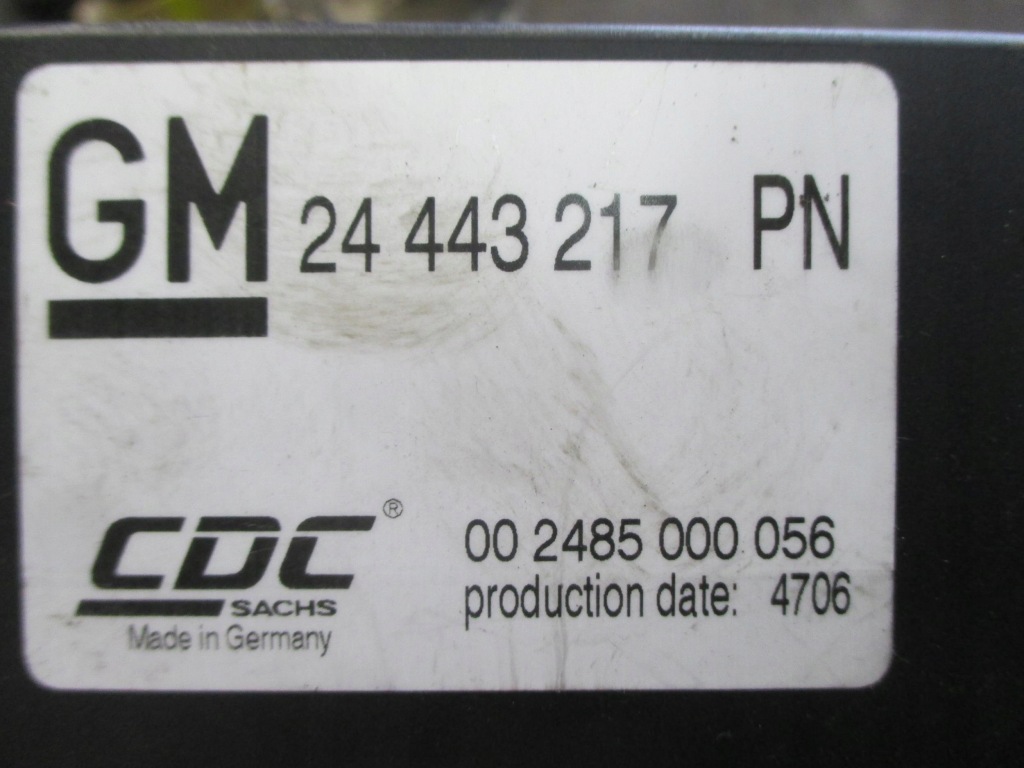 GM 24 443 217 PN
CDC®
SACHS
Made in Germany
00 2485 000 056
production date: 4706